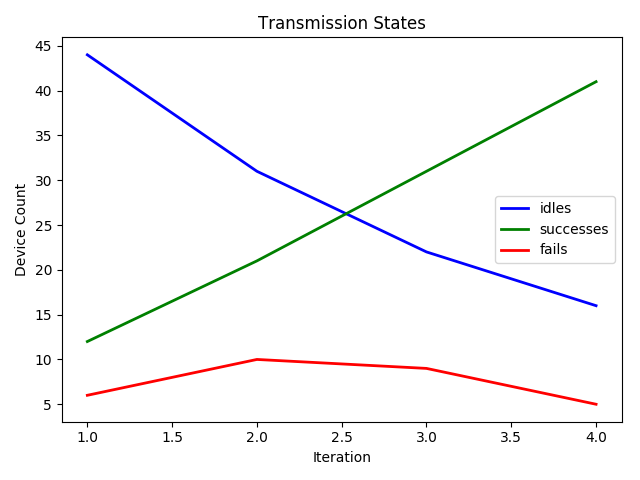 Transmission States
45
40
35
30
25
20
15
10
5
Device Count
idles
successes
fails
1.0 1.5 2.0 2.5 3.0 3.5 4.0
Iteration